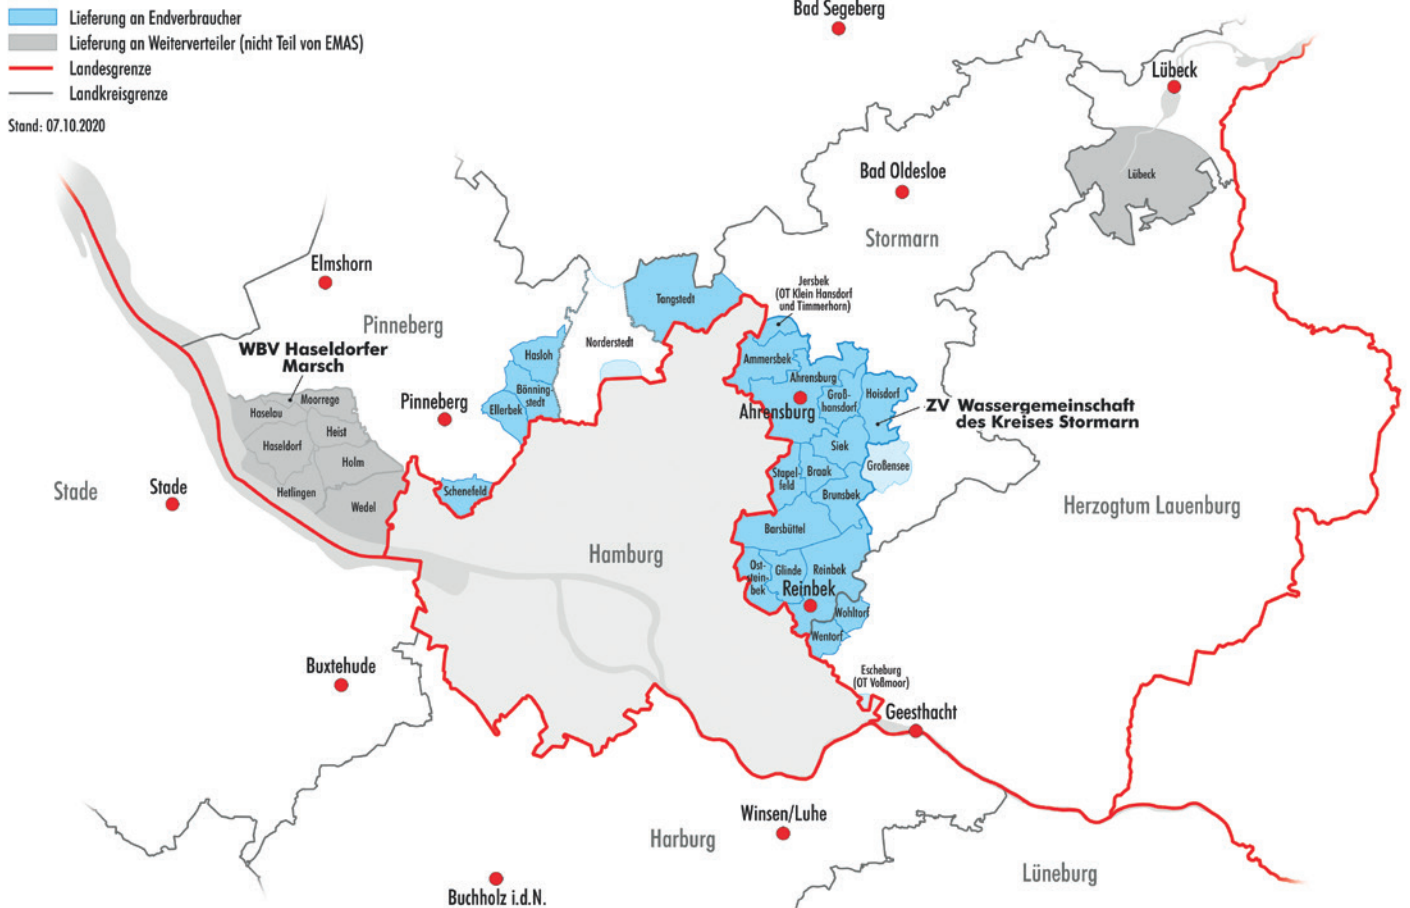 Lieferung an Endverbraucher
Lieferung an Weiterverteiler (nicht Teil von EMAS)
Landesgrenze
Landkreisgrenze
Stand: 07.10.2020
Bad Segeberg
Lübeck
Lübeck
Bad Oldesloe
Stormarn
Elmshorn
Pinneberg
WBV Haseldorfer
Marsch
Moorrege
Haselau
Heist
Haseldorf
Holm
Hetlingen
Wedel
Pinneberg
Hasloh
Bönning-
stedt
Ellerbek
Schenefeld
Norderstedt
Tangstedt
Jersbek
(OT Klein Hansdorf
und Timmerhorn)
Ammersbek
Ahrensburg
Ahrensburg
Groß-
hansdorf
Hoisdorf
ZV Wassergemeinschaft
des Kreises Stormarn
Siek
Großensee
Stapel-
feld
Braak
Brunsbek
Barsbüttel
Ost-
stein-
bek
Glinde
Reinbek
Reinbek
Wohltorf
Wentorf
Escheburg
(OT Voßmoor)
Geesthacht
Stade
Stade
Hamburg
Herzogtum Lauenburg
Buxtehude
Winsen/Luhe
Harburg
Lüneburg
Buchholz i.d.N.